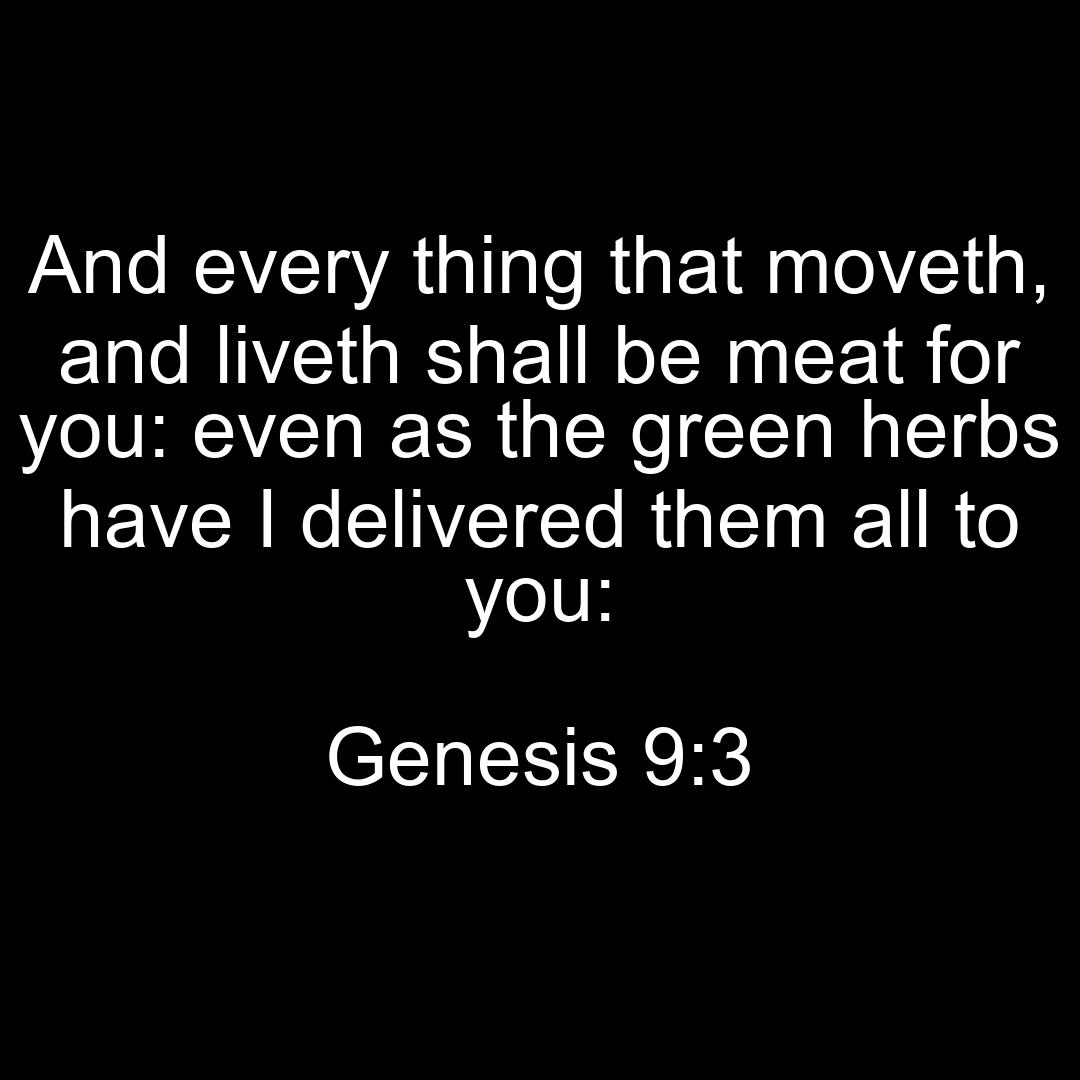 And every thing that moveth,
and liveth shall be meat for
you: even as the green herbs
have I delivered them all to
you:
Genesis 9:3